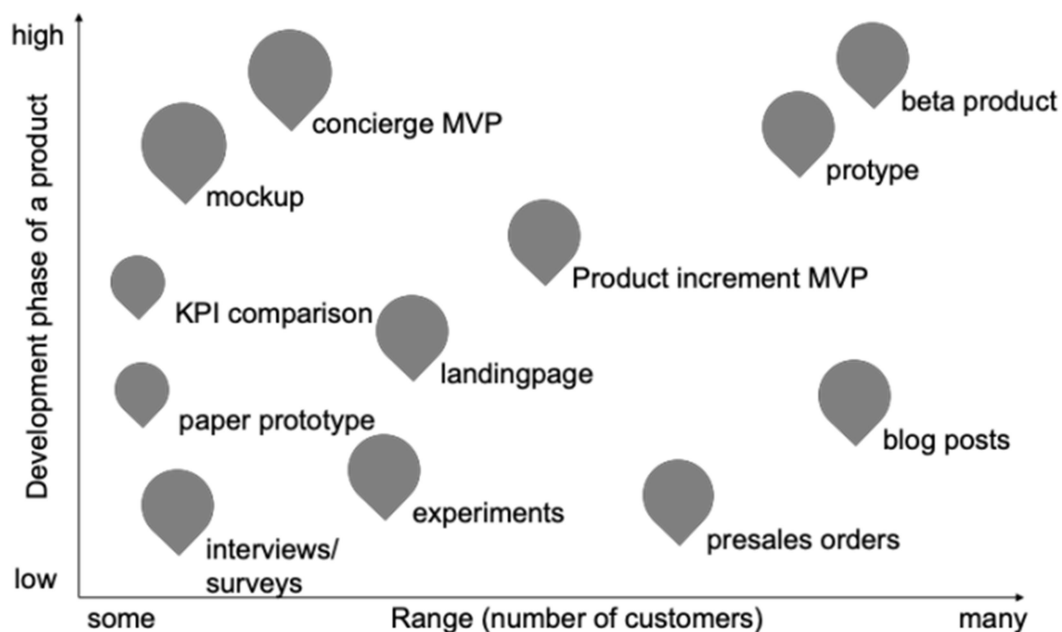 high
Development phase of a product
concierge MVP
beta product
protype
mockup
Product increment MVP
KPI comparison
landingpage
paper prototype
blog posts
experiments
presales orders
interviews/
surveys
low
some
Range (number of customers)
many